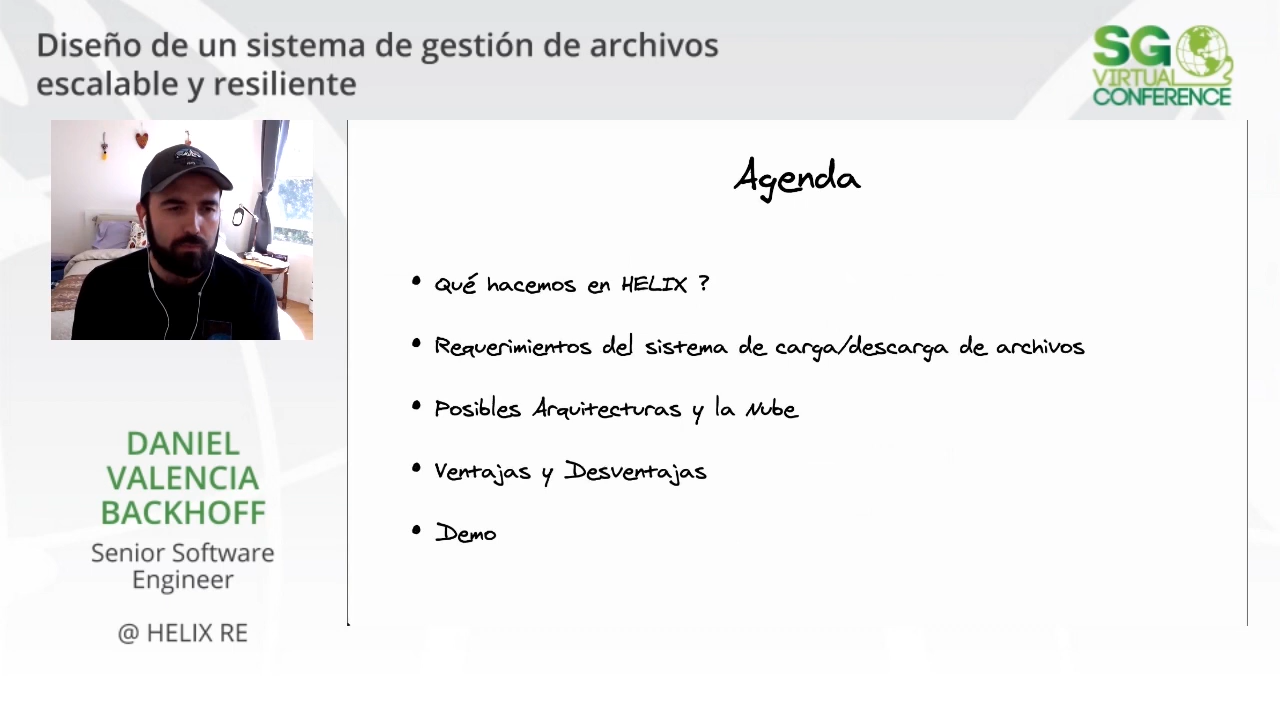 Diseño de un sistema de gestión de archivos
escalable y resiliente
SG
VIRTUAL
CONFERENCE
Agenda
• Qué hacemos en HELIX ?
• Requerimientos del sistema de carga/descarga de archivos
• Posibles Arquitecturas y la Nube
• Ventajas y Desventajas
• Demo
DANIEL
VALENCIA
BACKHOFF
Senior Software
Engineer
@ HELIX RE